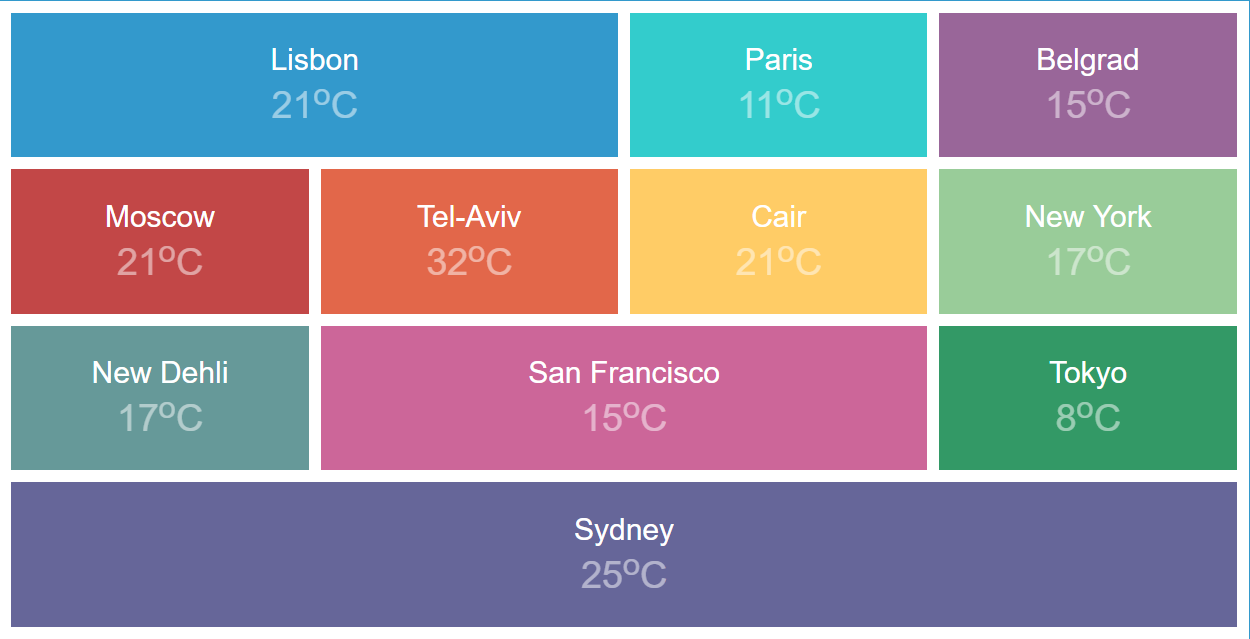 Lisbon
21ºC
Paris
11ºC
Belgrad
15ºC
Moscow
21ºC
Tel-Aviv
32ºC
Cair
21ºC
New York
17ºC
New Dehli
17ºC
San Francisco
15ºC
Tokyo
8ºC
Sydney
25ºC